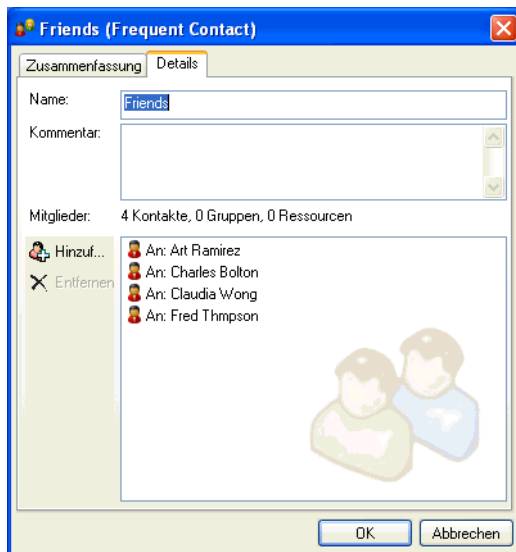 Friends (Frequent Contact)
Zusammenfassung Details
Name: Friends
Kommentar:
Mitglieder: 4 Kontakte, 0 Gruppen, 0 Ressourcen
Hinzuf...
Entfernen
An: Art Ramirez
An: Charles Bolton
An: Claudia Wong
An: Fred Thmpson
OK Abbrechen